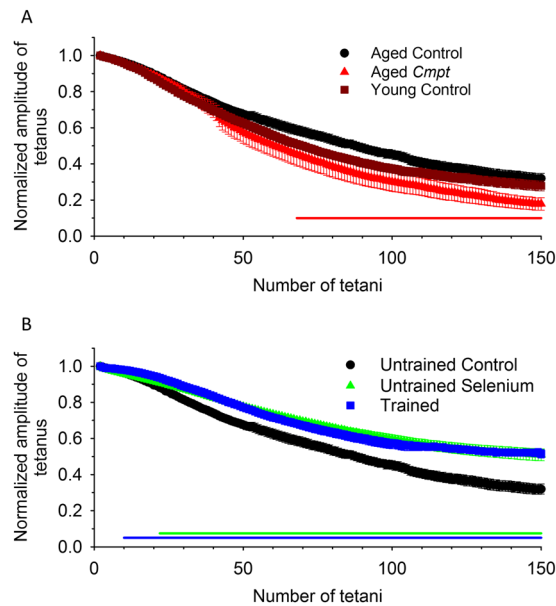 A
Normalized amplitude of
tetanus
1.0
0.8
0.6
0.4
0.2
0.0
Aged Control
Aged Cmpt
Young Control
0
50
100
150
Number of tetani
B
Normalized amplitude of
tetanus
1.0
0.8
0.6
0.4
0.2
0.0
Untrained Control
Untrained Selenium
Trained
0
50
100
150
Number of tetani